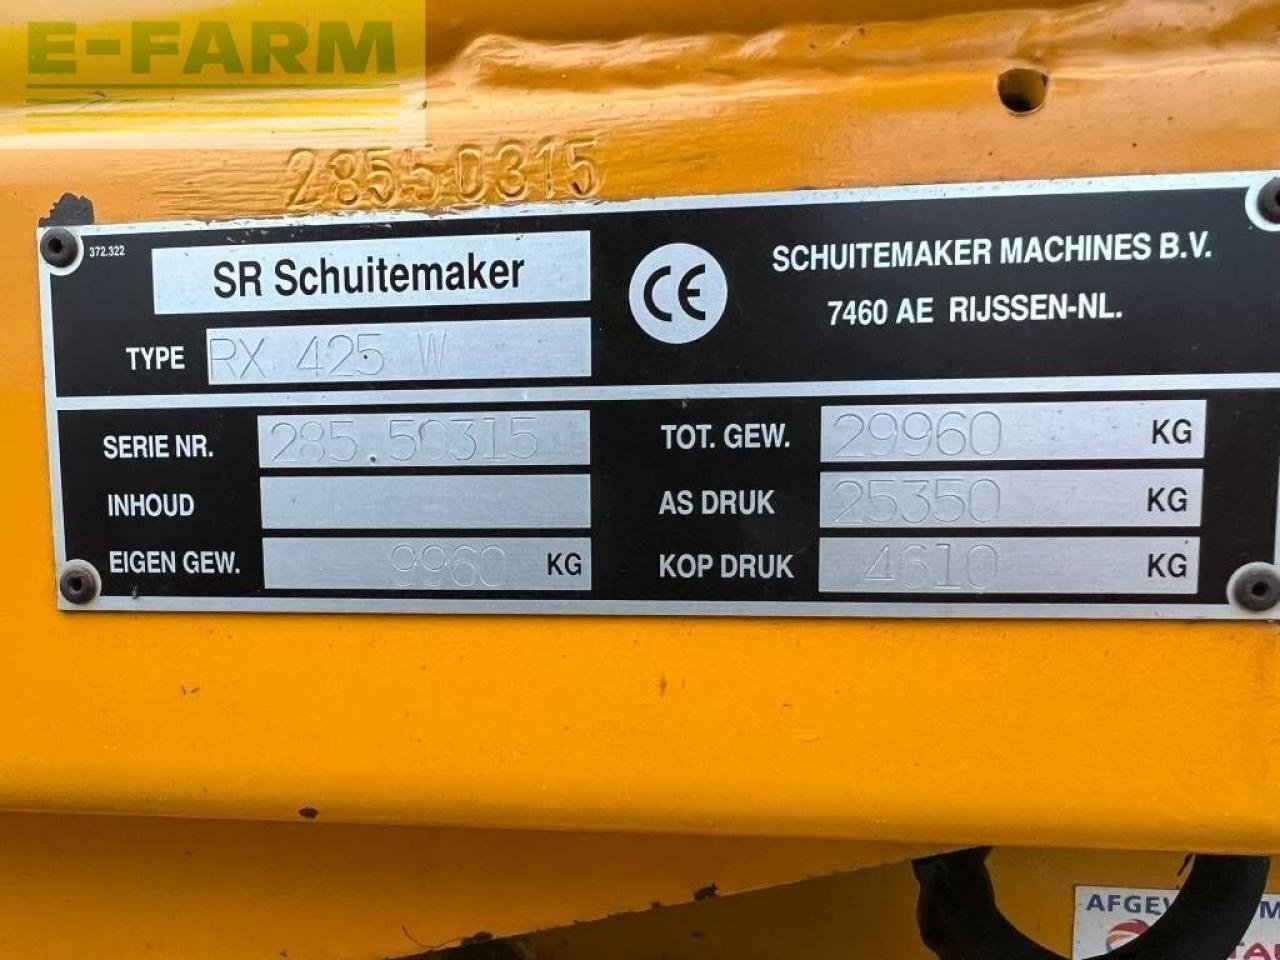 E-FARM
28550315
372.322
SR Schuitemaker
SCHUITEMAKER MACHINES B.V.
7460 AE RIJSSEN-NL.
TYPE RX 425 W
SERIE NR. 285.50315
TOT. GEW. 29960 KG
INHOUD
AS DRUK 25350 KG
EIGEN GEW. 9960 KG
KOP DRUK 4610 KG